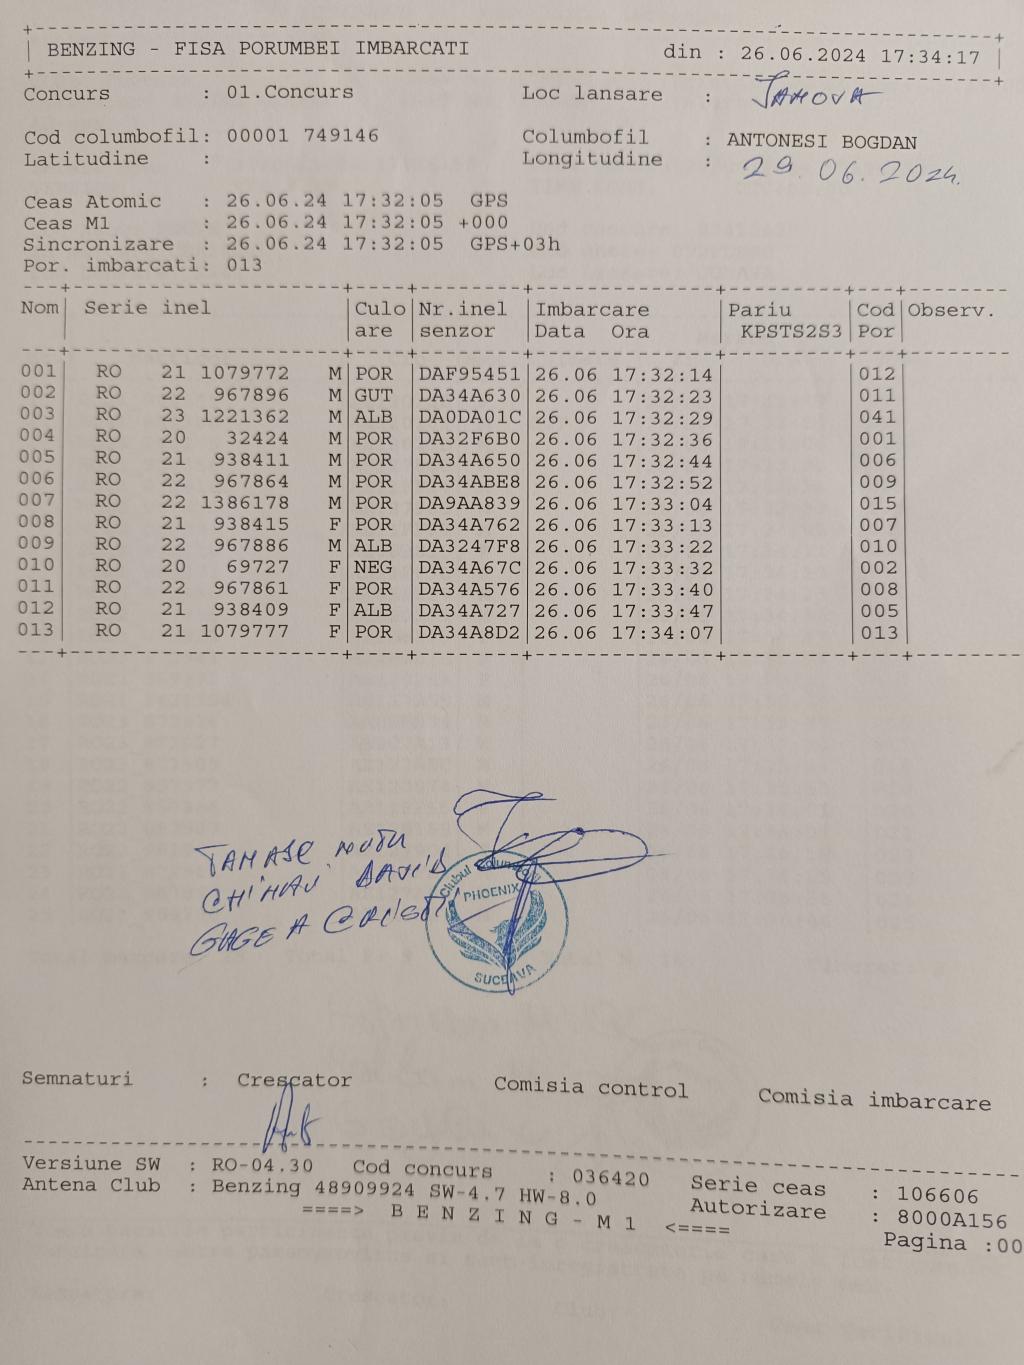 BENZING - FISA PORUMBEI IMBARCATI din : 26.06.2024 17:34:17
Concurs : 01.Concurs Loc lansare : JAHOVA
Cod columbofil: 00001 749146 Columbofil : ANTONESI BOGDAN
Latitudine : Longitudine : 29.06.2024.
Ceas Atomic : 26.06.24 17:32:05 GPS
Ceas M1 : 26.06.24 17:32:05 +000
Sincronizare : 26.06.24 17:32:05 GPS+03h
Por. imbarcati: 013
Nom Serie inel Culo Nr.inel Imbarcare Pariu Cod Observ.
are senzor Data Ora KPSTS2S3 Por
001 RO 21 1079772 M POR DAF95451 26.06 17:32:14 012
002 RO 22 967896 M GUT DA34A630 26.06 17:32:23 011
003 RO 23 1221362 M ALB DA0DA01C 26.06 17:32:29 041
004 RO 20 32424 M POR DA32F6B0 26.06 17:32:36 001
005 RO 21 938411 M POR DA34A650 26.06 17:32:44 006
006 RO 22 967864 M POR DA34ABE8 26.06 17:32:52 009
007 RO 22 1386178 M POR DA9AA839 26.06 17:33:04 015
008 RO 21 938415 F POR DA34A762 26.06 17:33:13 007
009 RO 22 967886 M ALB DA3247F8 26.06 17:33:22 010
010 RO 20 69727 F NEG DA34A67C 26.06 17:33:32 002
011 RO 22 967861 F POR DA34A576 26.06 17:33:40 008
012 RO 21 938409 F ALB DA34A727 26.06 17:33:47 005
013 RO 21 1079777 F POR DA34A8D2 26.06 17:34:07 013
DAVID
Clubul
PHOENIX
SUCEAVA
Semnaturi : Crescator Comisia control Comisia imbarcare
Versiune SW : RO-04.30 Cod concurs : 036420 Serie ceas : 106606
Antena Club : Benzing 48909924 SW-4.7 HW-8.0 Autorizare : 8000A156
====> B E N Z I N G - M 1 <====
Pagina :00